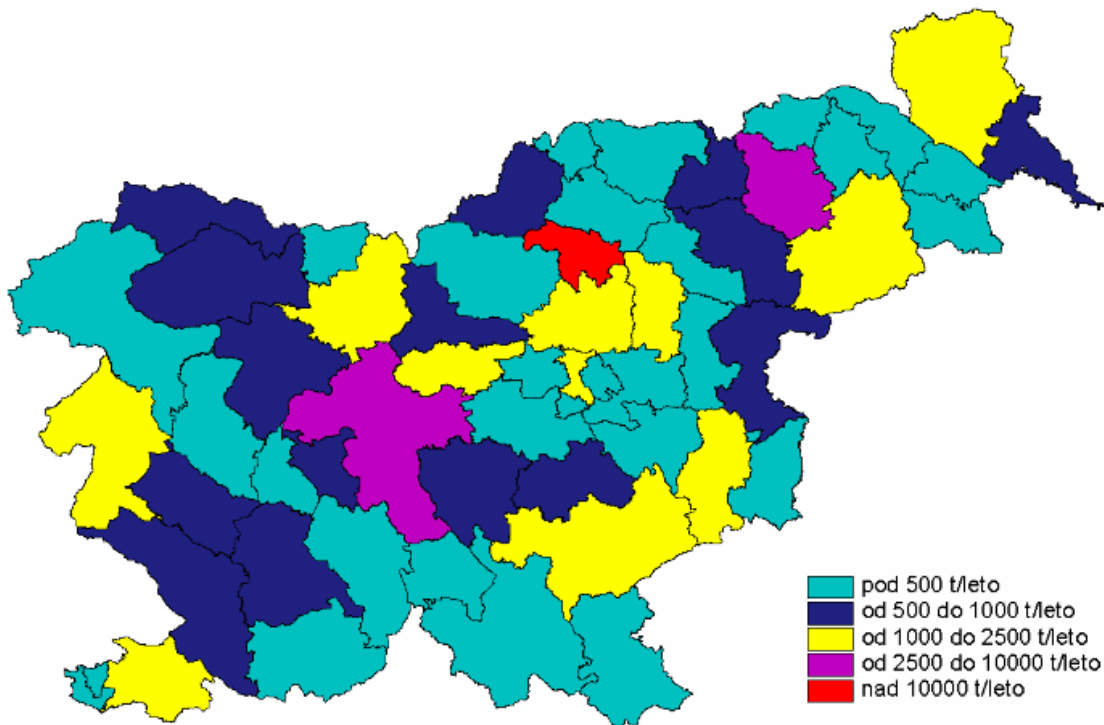 pod 500 t/leto
od 500 do 1000 t/leto
od 1000 do 2500 t/leto
od 2500 do 10000 t/leto
nad 10000 t/leto